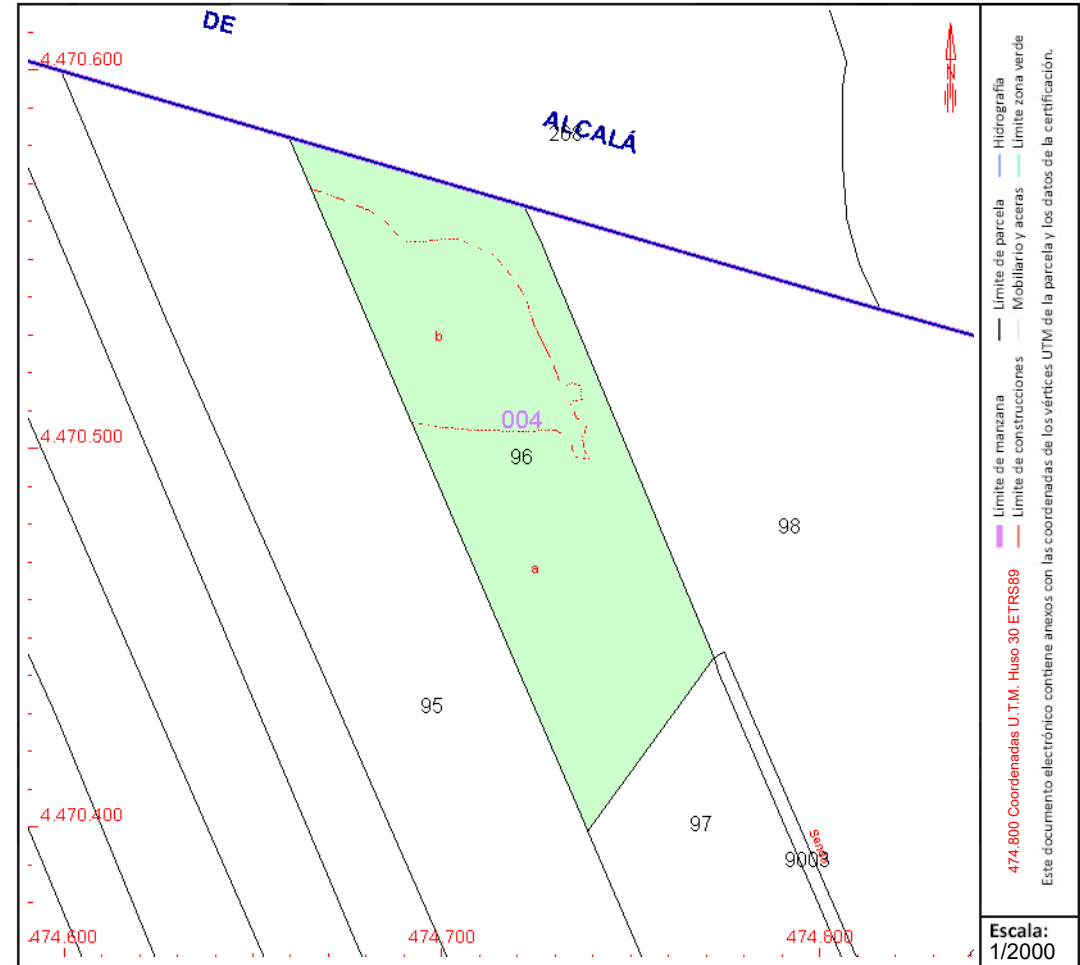 DE
4.470.600
ALCALÁ
268
b
004
4.470.500
96
98
a
95
4.470.400
97
Senda
9003
474.600
474.700
474.800
N
Límite de manzana
Límite de parcela
Hidrografía
Límite de construcciones
Mobiliario y aceras
Límite zona verde
474.800 Coordenadas U.T.M. Huso 30 ETRS89
Este documento electrónico contiene anexos con las coordenadas de los vértices UTM de la parcela y los datos de la certificación.
Escala:
1/2000